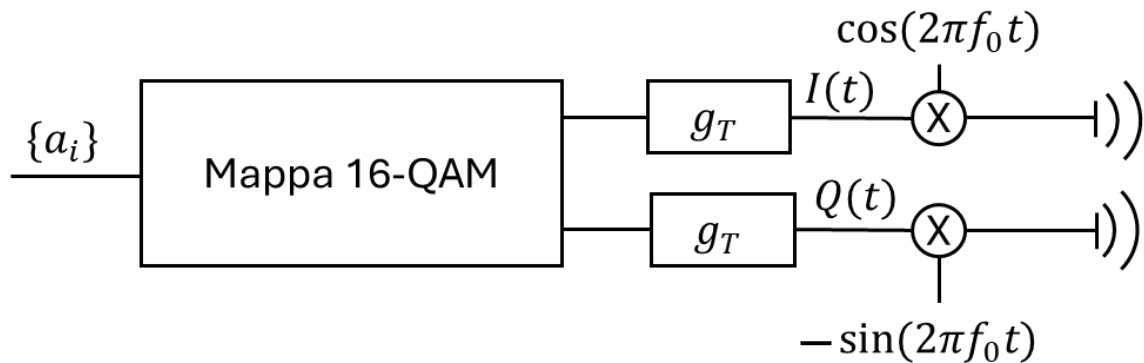 cos(2πf₀t)
{aᵢ}
Mappa 16-QAM
g_T
I(t)
X
g_T
Q(t)
X
− sin(2πf₀t)